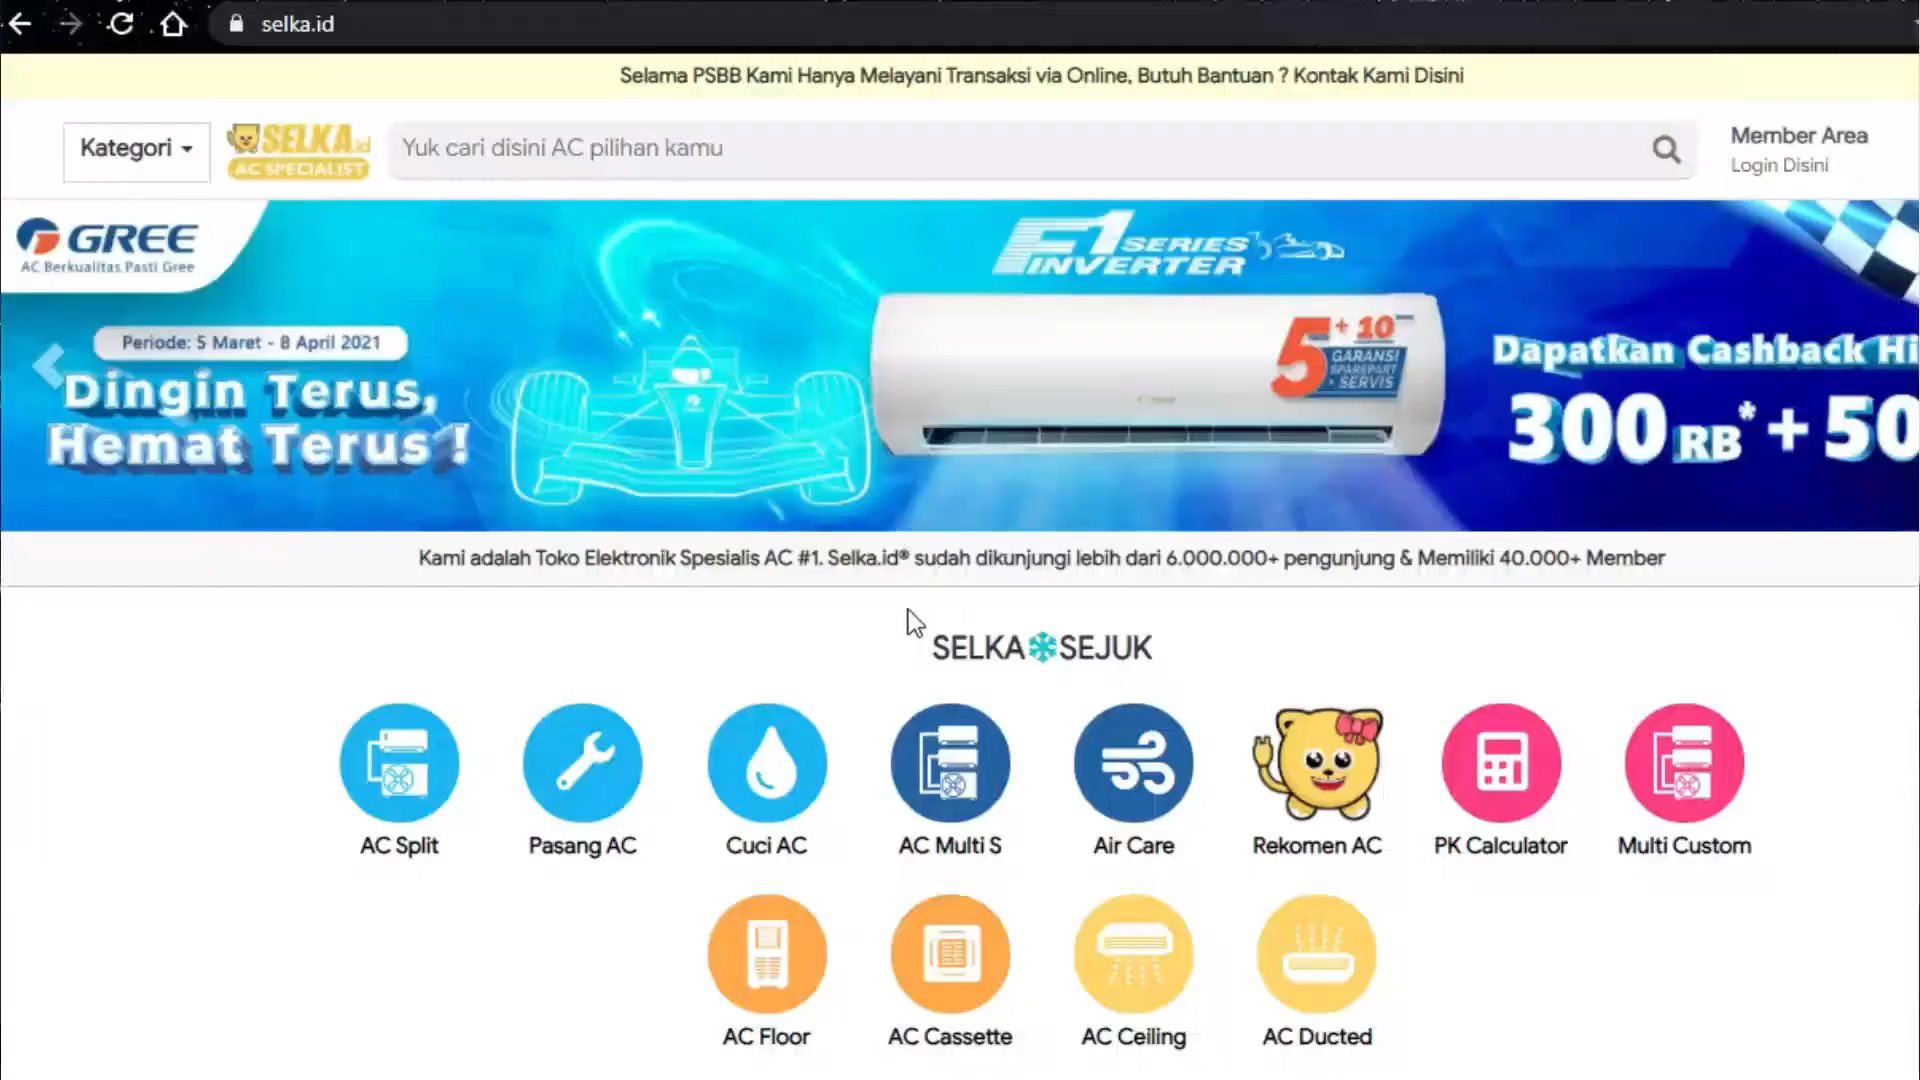 selka.id
Selama PSBB Kami Hanya Melayani Transaksi via Online, Butuh Bantuan ? Kontak Kami Disini
Kategori
SELKA.id
AC SPECIALIST
Yuk cari disini AC pilihan kamu
Member Area
Login Disini
GREE
AC Berkualitas Pasti Gree
F1 SERIES
INVERTER
Periode: 5 Maret - 8 April 2021
Dingin Terus,
Hemat Terus !
5 + 10
GARANSI
SPAREPART
+ SERVIS
Dapatkan Cashback Hi
300 RB* + 50
Kami adalah Toko Elektronik Spesialis AC #1. Selka.id® sudah dikunjungi lebih dari 6.000.000+ pengunjung & Memiliki 40.000+ Member
SELKA SEJUK
AC Split
Pasang AC
Cuci AC
AC Multi S
Air Care
Rekomen AC
PK Calculator
Multi Custom
AC Floor
AC Cassette
AC Ceiling
AC Ducted